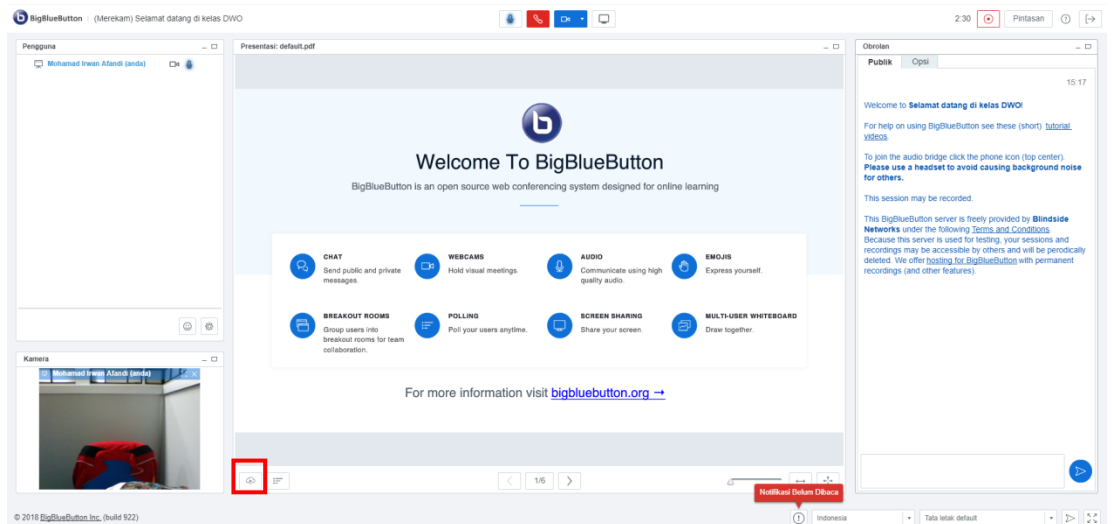 BigBlueButton (Merekam) Selamat datang di kelas DWO
2:30 Pintasan
Pengguna
Mohamad Irwan Afandi (anda)
Kamera
Mohamad Irwan Afandi (anda)
Presentasi: default.pdf
Welcome To BigBlueButton
BigBlueButton is an open source web conferencing system designed for online learning
CHAT
Send public and private
messages.
WEBCAMS
Hold visual meetings.
AUDIO
Communicate using high
quality audio.
EMOJIS
Express yourself.
BREAKOUT ROOMS
Group users into
breakout rooms for team
collaboration.
POLLING
Poll your users anytime.
SCREEN SHARING
Share your screen.
MULTI-USER WHITEBOARD
Draw together.
For more information visit bigbluebutton.org →
1/6
Notifikasi Belum Dibaca
Obrolan
Publik Opsi
15:17
Welcome to Selamat datang di kelas DWO!
For help on using BigBlueButton see these (short) tutorial
videos.
To join the audio bridge click the phone icon (top center).
Please use a headset to avoid causing background noise
for others.
This session may be recorded.
This BigBlueButton server is freely provided by Blindside
Networks under the following Terms and Conditions.
Because this server is used for testing, your sessions and
recordings may be accessible by others and will be perodically
deleted. We offer hosting for BigBlueButton with permanent
recordings (and other features).
© 2018 BigBlueButton Inc. (build 922)
Indonesia
Tata letak default